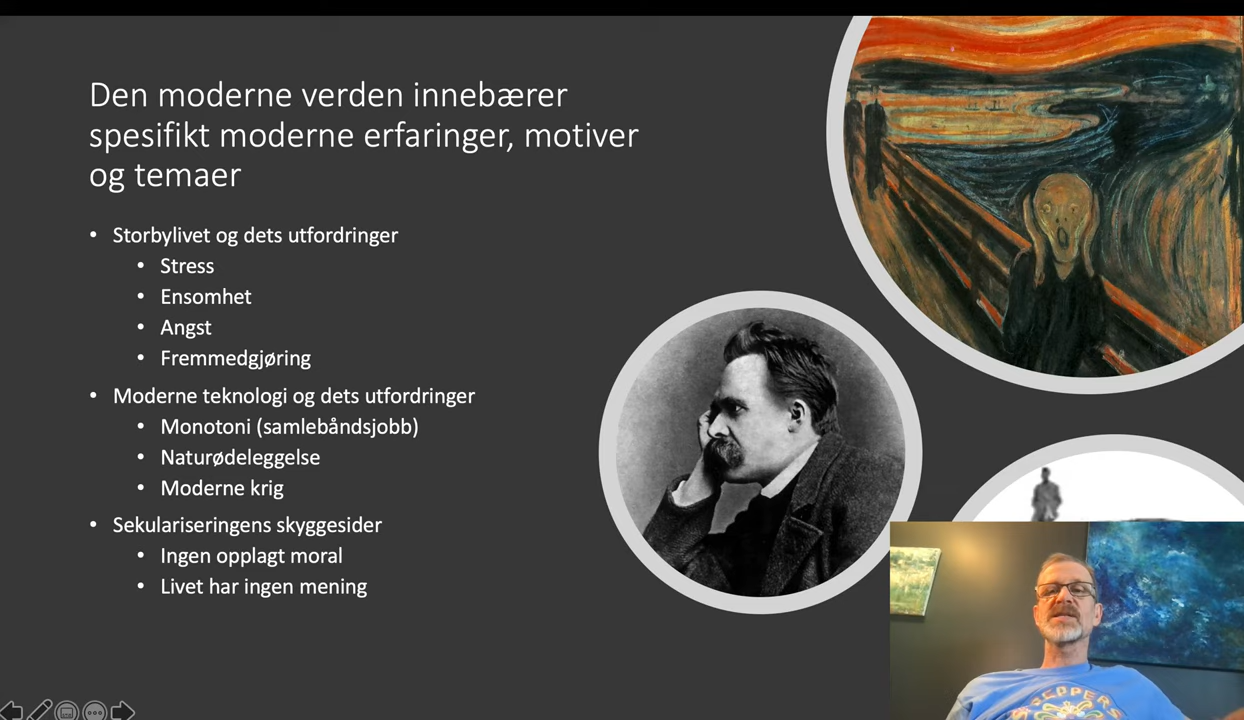 Den moderne verden innebærer
spesifikt moderne erfaringer, motiver
og temaer
• Storbylivet og dets utfordringer
• Stress
• Ensomhet
• Angst
• Fremmedgjøring
• Moderne teknologi og dets utfordringer
• Monotoni (samlebåndsjobb)
• Naturødeleggelse
• Moderne krig
• Sekulariseringens skyggesider
• Ingen opplagt moral
• Livet har ingen mening